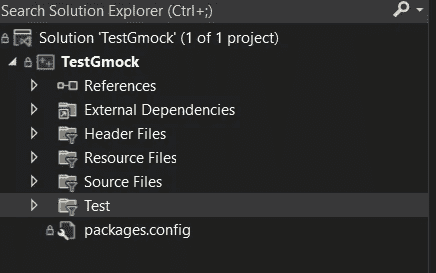 Search Solution Explorer (Ctrl+;)
Solution 'TestGmock' (1 of 1 project)
TestGmock
References
External Dependencies
Header Files
Resource Files
Source Files
Test
packages.config